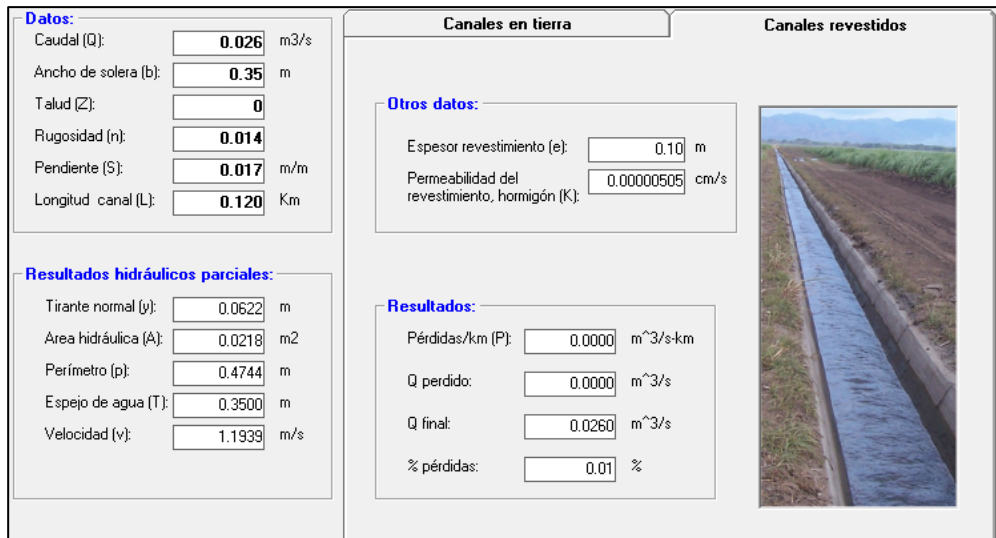 Datos:
Caudal (Q): 0.026 m3/s
Ancho de solera (b): 0.35 m
Talud (Z): 0
Rugosidad (n): 0.014
Pendiente (S): 0.017 m/m
Longitud canal (L): 0.120 Km
Resultados hidráulicos parciales:
Tirante normal (y): 0.0622 m
Area hidráulica (A): 0.0218 m2
Perímetro (p): 0.4744 m
Espejo de agua (T): 0.3500 m
Velocidad (v): 1.1939 m/s
Canales en tierra
Canales revestidos
Otros datos:
Espesor revestimiento (e): 0.10 m
Permeabilidad del
revestimiento, hormigón (K): 0.00000505 cm/s
Resultados:
Pérdidas/km (P): 0.0000 m^3/s-km
Q perdido: 0.0000 m^3/s
Q final: 0.0260 m^3/s
% pérdidas: 0.01 %